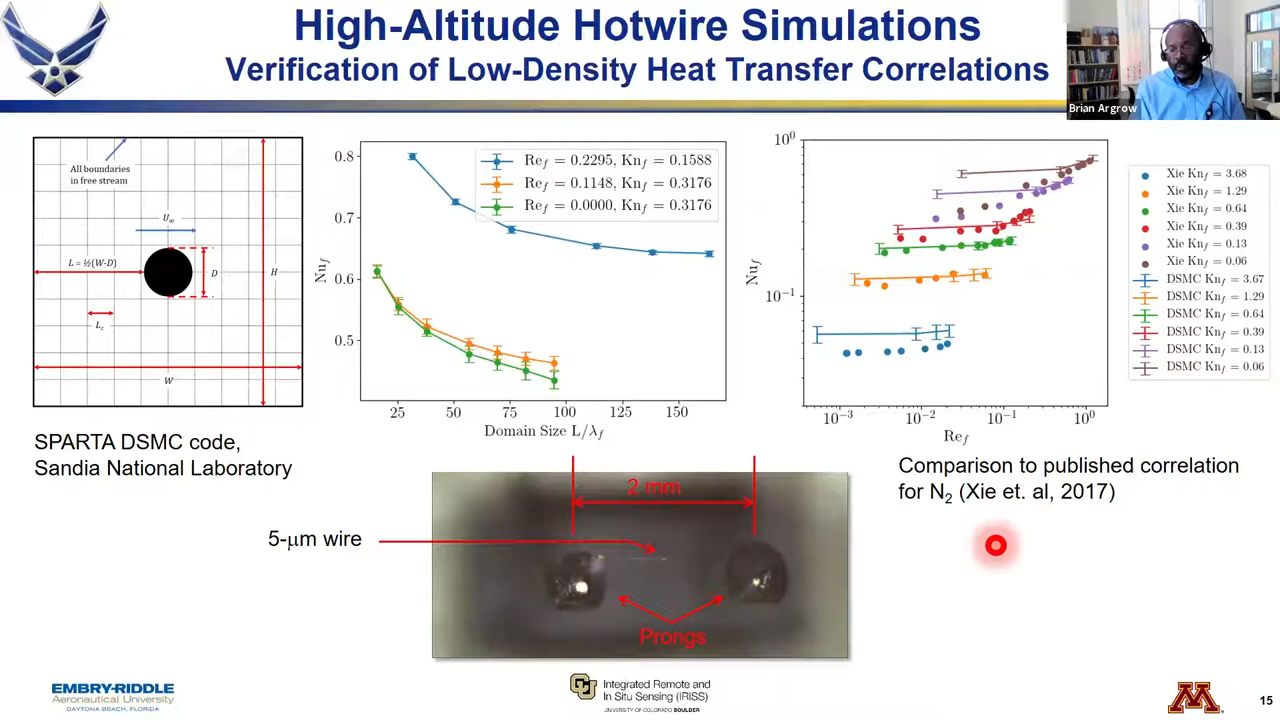 High-Altitude Hotwire Simulations
Verification of Low-Density Heat Transfer Correlations
Brian Argrow
All boundaries
in free stream
U∞
L = ½(W-D)
D
H
Lc
W
SPARTA DSMC code,
Sandia National Laboratory
Nuf
0.8
0.7
0.6
0.5
Ref = 0.2295, Knf = 0.1588
Ref = 0.1148, Knf = 0.3176
Ref = 0.0000, Knf = 0.3176
25 50 75 100 125 150
Domain Size L/λf
Nuf
10⁰
10⁻¹
10⁻³ 10⁻² 10⁻¹ 10⁰
Ref
Xie Knf = 3.68
Xie Knf = 1.29
Xie Knf = 0.64
Xie Knf = 0.39
Xie Knf = 0.13
Xie Knf = 0.06
DSMC Knf = 3.67
DSMC Knf = 1.29
DSMC Knf = 0.64
DSMC Knf = 0.39
DSMC Knf = 0.13
DSMC Knf = 0.06
Comparison to published correlation
for N₂ (Xie et. al, 2017)
2 mm
5-μm wire
Prongs
EMBRY-RIDDLE
Aeronautical University
DAYTONA BEACH, FLORIDA
CU
Integrated Remote and
In Situ Sensing (IRISS)
UNIVERSITY OF COLORADO BOULDER
M
15